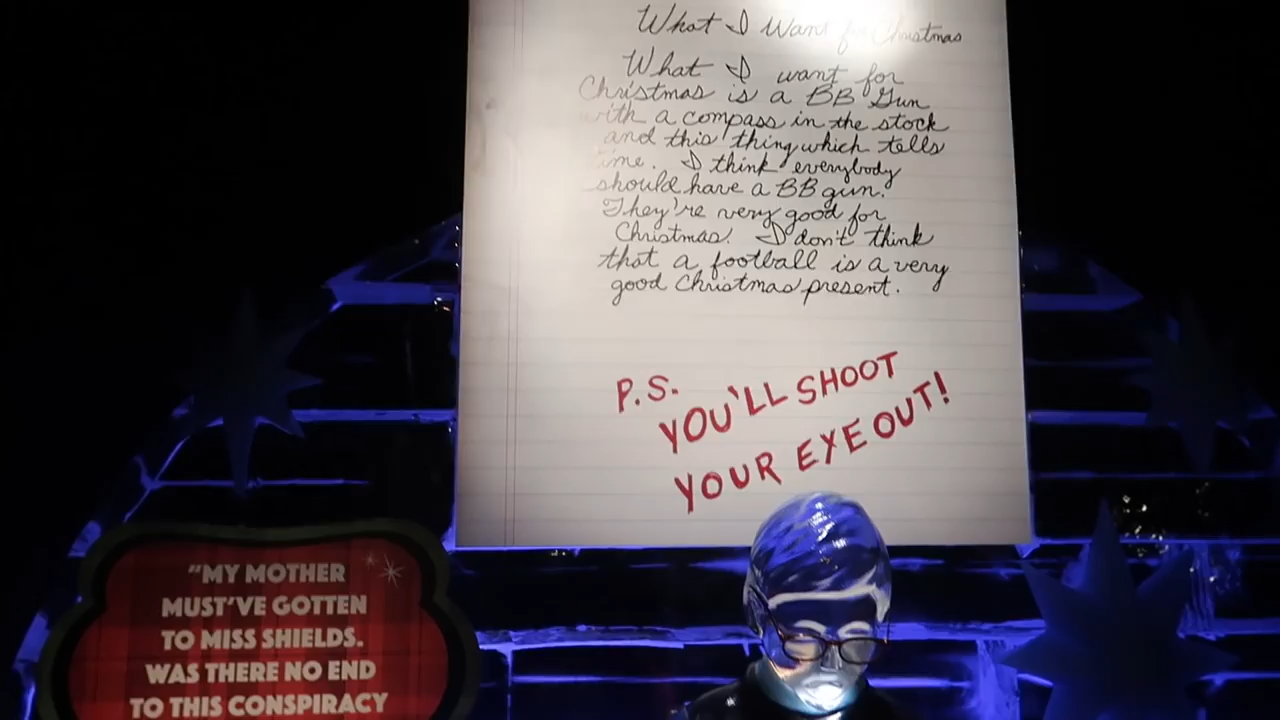 What I Want for Christmas
What I want for
Christmas is a BB Gun
with a compass in the stock
and this thing which tells
time. I think everybody
should have a BB gun.
They're very good for
Christmas. I don't think
that a football is a very
good Christmas present.
P.S.
YOU'LL SHOOT
YOUR EYE OUT!
"MY MOTHER
MUST'VE GOTTEN
TO MISS SHIELDS.
WAS THERE NO END
TO THIS CONSPIRACY